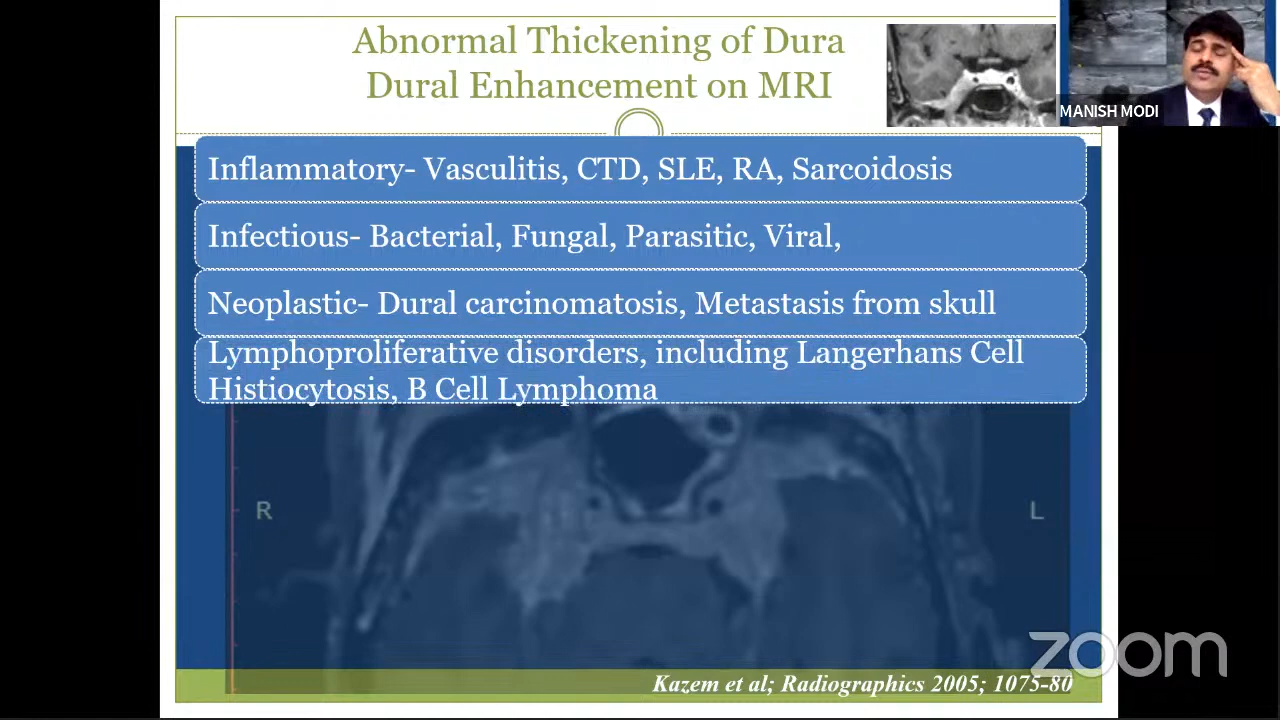 Abnormal Thickening of Dura
Dural Enhancement on MRI
MANISH MODI
Inflammatory- Vasculitis, CTD, SLE, RA, Sarcoidosis
Infectious- Bacterial, Fungal, Parasitic, Viral,
Neoplastic- Dural carcinomatosis, Metastasis from skull
Lymphoproliferative disorders, including Langerhans Cell
Histiocytosis, B Cell Lymphoma
R
L
zoom
Kazem et al; Radiographics 2005; 1075-80